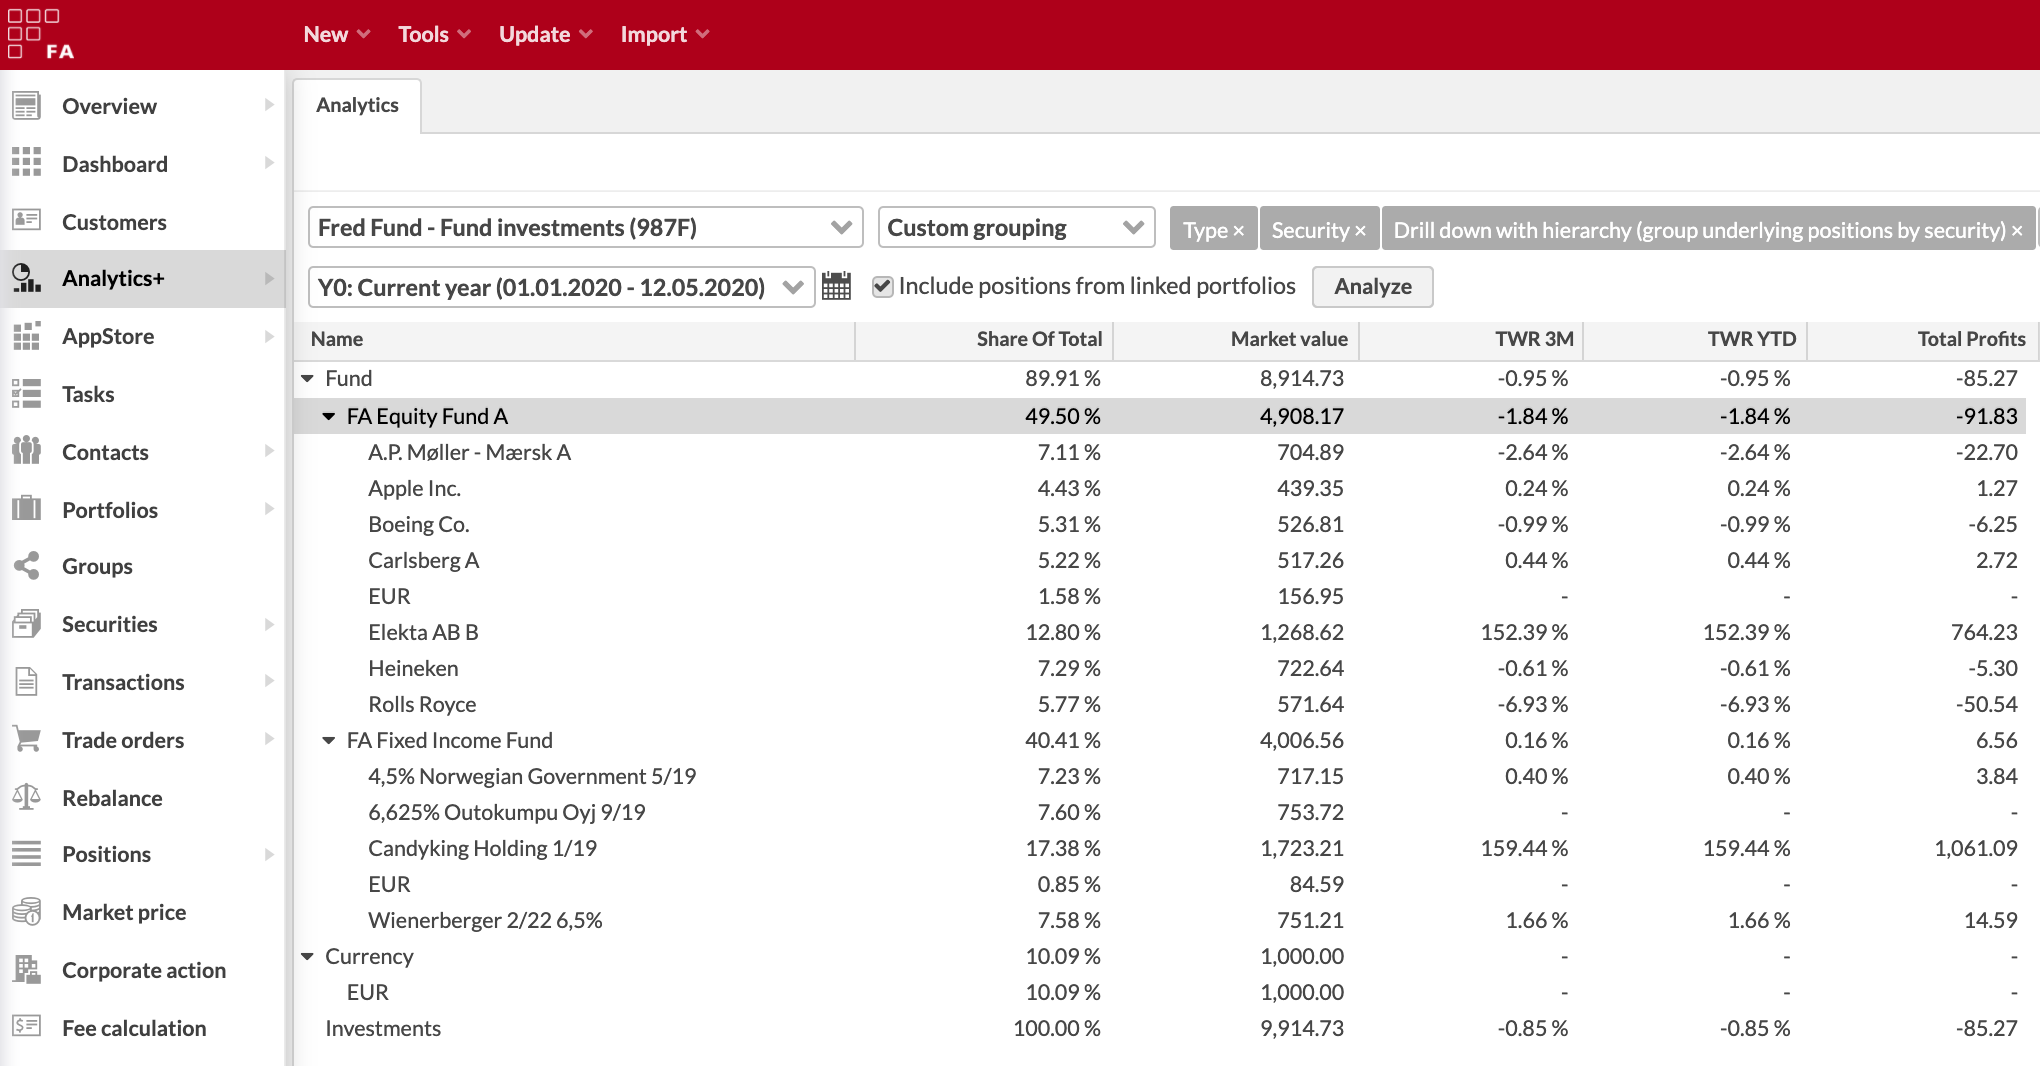 FA
New Tools Update Import
Overview
Dashboard
Customers
Analytics+
AppStore
Tasks
Contacts
Portfolios
Groups
Securities
Transactions
Trade orders
Rebalance
Positions
Market price
Corporate action
Fee calculation
Analytics
Fred Fund - Fund investments (987F) Custom grouping Type × Security × Drill down with hierarchy (group underlying positions by security) ×
Y0: Current year (01.01.2020 - 12.05.2020) Include positions from linked portfolios Analyze
Name Share Of Total Market value TWR 3M TWR YTD Total Profits
Fund 89.91 % 8,914.73 -0.95 % -0.95 % -85.27
FA Equity Fund A 49.50 % 4,908.17 -1.84 % -1.84 % -91.83
A.P. Møller - Mærsk A 7.11 % 704.89 -2.64 % -2.64 % -22.70
Apple Inc. 4.43 % 439.35 0.24 % 0.24 % 1.27
Boeing Co. 5.31 % 526.81 -0.99 % -0.99 % -6.25
Carlsberg A 5.22 % 517.26 0.44 % 0.44 % 2.72
EUR 1.58 % 156.95 - - -
Elekta AB B 12.80 % 1,268.62 152.39 % 152.39 % 764.23
Heineken 7.29 % 722.64 -0.61 % -0.61 % -5.30
Rolls Royce 5.77 % 571.64 -6.93 % -6.93 % -50.54
FA Fixed Income Fund 40.41 % 4,006.56 0.16 % 0.16 % 6.56
4,5% Norwegian Government 5/19 7.23 % 717.15 0.40 % 0.40 % 3.84
6,625% Outokumpu Oyj 9/19 7.60 % 753.72 - - -
Candyking Holding 1/19 17.38 % 1,723.21 159.44 % 159.44 % 1,061.09
EUR 0.85 % 84.59 - - -
Wienerberger 2/22 6,5% 7.58 % 751.21 1.66 % 1.66 % 14.59
Currency 10.09 % 1,000.00 - - -
EUR 10.09 % 1,000.00 - - -
Investments 100.00 % 9,914.73 -0.85 % -0.85 % -85.27